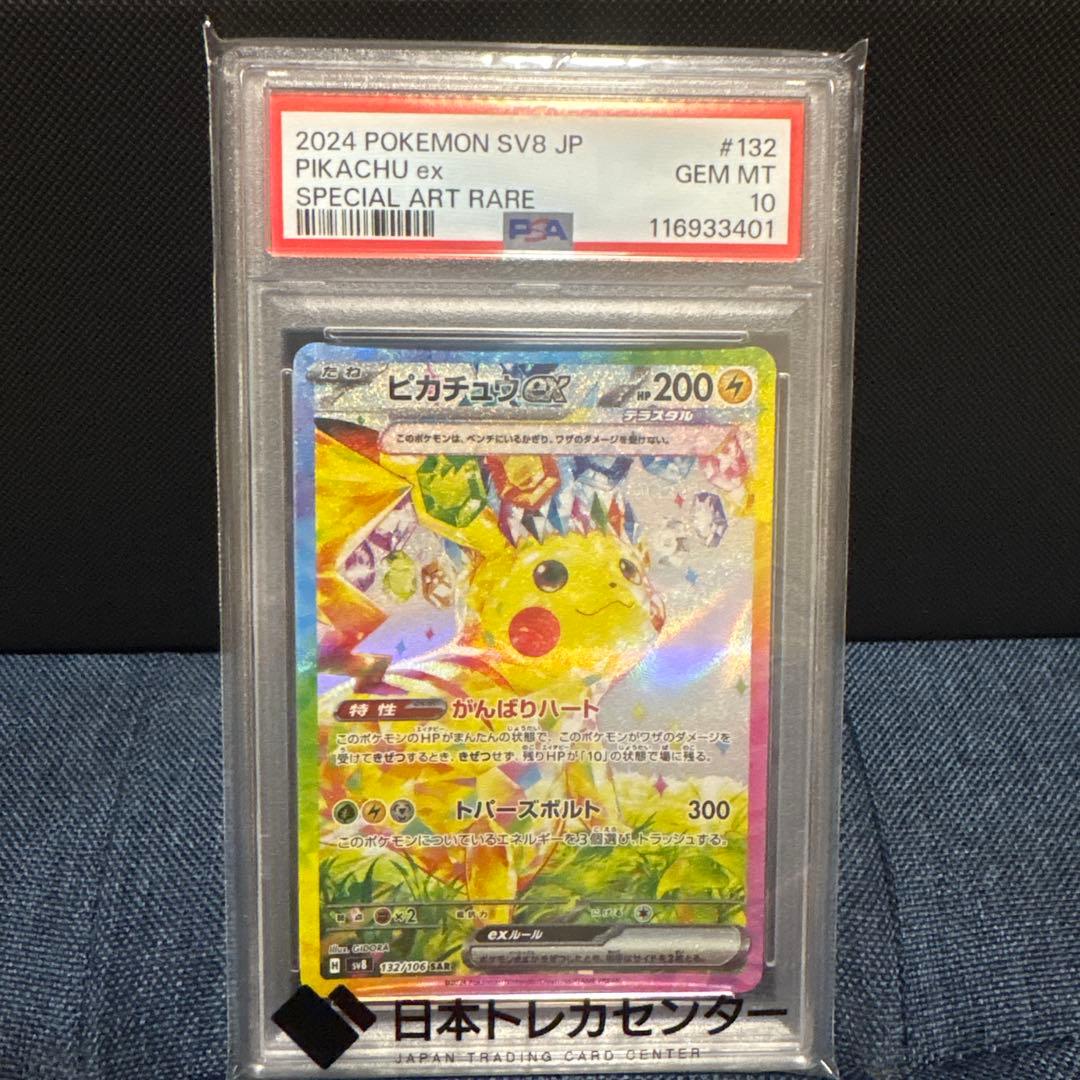 2024 POKEMON SV8 JP #132
PIKACHU ex GEM MT
SPECIAL ART RARE 10
PSA 116933401
たね ピカチュウex HP200
テラスタル
このポケモンは、ベンチにいるかぎり、ワザのダメージを受けない。
特性 がんばりハート
このポケモンのHPがまんたんの状態で、このポケモンがワザのダメージを
受けてきぜつするとき、きぜつせず、残りHPが「10」の状態で場に残る。
トパーズボルト 300
このポケモンについているエネルギーを3個選び、トラッシュする。
×2 抵抗力 にげる
exルール
Illus. GIDORA
H sv8 132/106 SAR
日本トレカセンター
JAPAN TRADING CARD CENTER